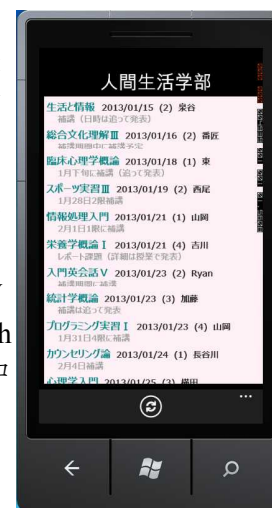 人間生活学部
生活と情報 2013/01/15 (2) 泉谷
補講（日時は追って発表）
総合文化理解Ⅲ 2013/01/16 (2) 番匠
補講期間中に補講予定
臨床心理学概論 2013/01/18 (1) 東
1月下旬に補講（追って発表）
スポーツ実習Ⅲ 2013/01/19 (2) 西尾
1月28日2限補講
情報処理入門 2013/01/21 (1) 山岡
2月1日1限に補講
栄養学概論Ⅰ 2013/01/21 (4) 吉川
レポート課題（詳細は授業で発表）
入門英会話Ⅴ 2013/01/23 (2) Ryan
補講期間に補講
統計学概論 2013/01/23 (3) 加藤
補講は追って発表
プログラミング実習Ⅰ 2013/01/23 (4) 山岡
1月31日4限に補講
カウンセリング論 2013/01/24 (1) 長谷川
2月4日補講
心理学入門 2013/01/25 (3) 横田